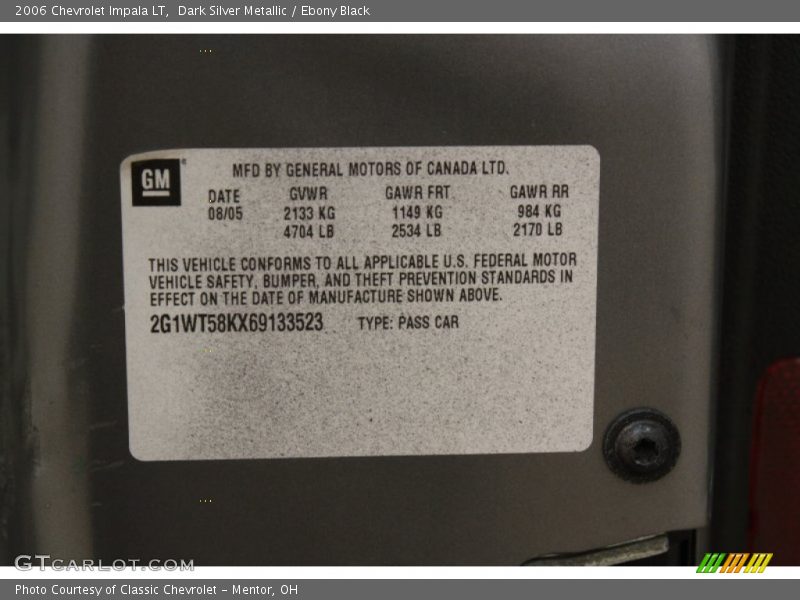 2006 Chevrolet Impala LT,  Dark Silver Metallic / Ebony Black
GM
MFD BY GENERAL MOTORS OF CANADA LTD.
DATE GVWR GAWR FRT GAWR RR
08/05 2133 KG 1149 KG 984 KG
4704 LB 2534 LB 2170 LB
THIS VEHICLE CONFORMS TO ALL APPLICABLE U.S. FEDERAL MOTOR
VEHICLE SAFETY, BUMPER, AND THEFT PREVENTION STANDARDS IN
EFFECT ON THE DATE OF MANUFACTURE SHOWN ABOVE.
2G1WT58KX69133523 TYPE: PASS CAR
GTCARLOT.COM
Photo Courtesy of Classic Chevrolet - Mentor, OH